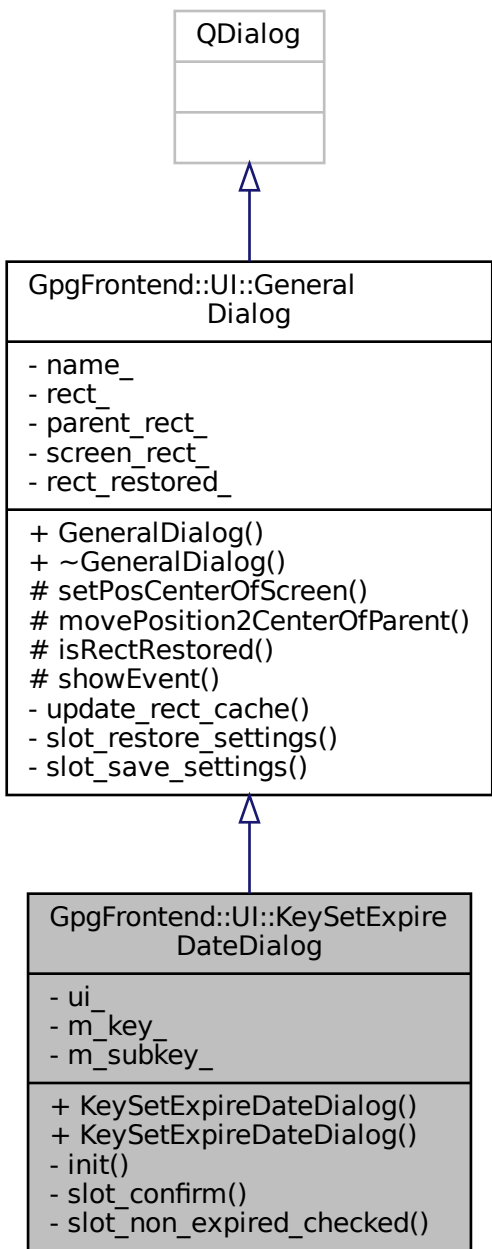 QDialog
GpgFrontend::UI::General
Dialog
- name_
- rect_
- parent_rect_
- screen_rect_
- rect_restored_
+ GeneralDialog()
+ ~GeneralDialog()
# setPosCenterOfScreen()
# movePosition2CenterOfParent()
# isRectRestored()
# showEvent()
- update_rect_cache()
- slot_restore_settings()
- slot_save_settings()
GpgFrontend::UI::KeySetExpire
DateDialog
- ui_
- m_key_
- m_subkey_
+ KeySetExpireDateDialog()
+ KeySetExpireDateDialog()
- init()
- slot_confirm()
- slot_non_expired_checked()